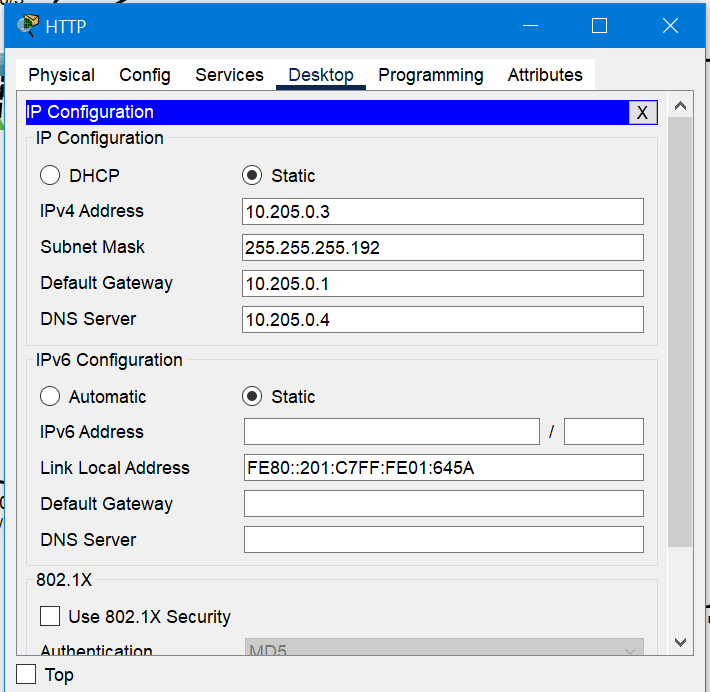 HTTP
Physical Config Services Desktop Programming Attributes
IP Configuration X
IP Configuration
DHCP Static
IPv4 Address 10.205.0.3
Subnet Mask 255.255.255.192
Default Gateway 10.205.0.1
DNS Server 10.205.0.4
IPv6 Configuration
Automatic Static
IPv6 Address /
Link Local Address FE80::201:C7FF:FE01:645A
Default Gateway
DNS Server
802.1X
Use 802.1X Security
Authentication MD5
Top